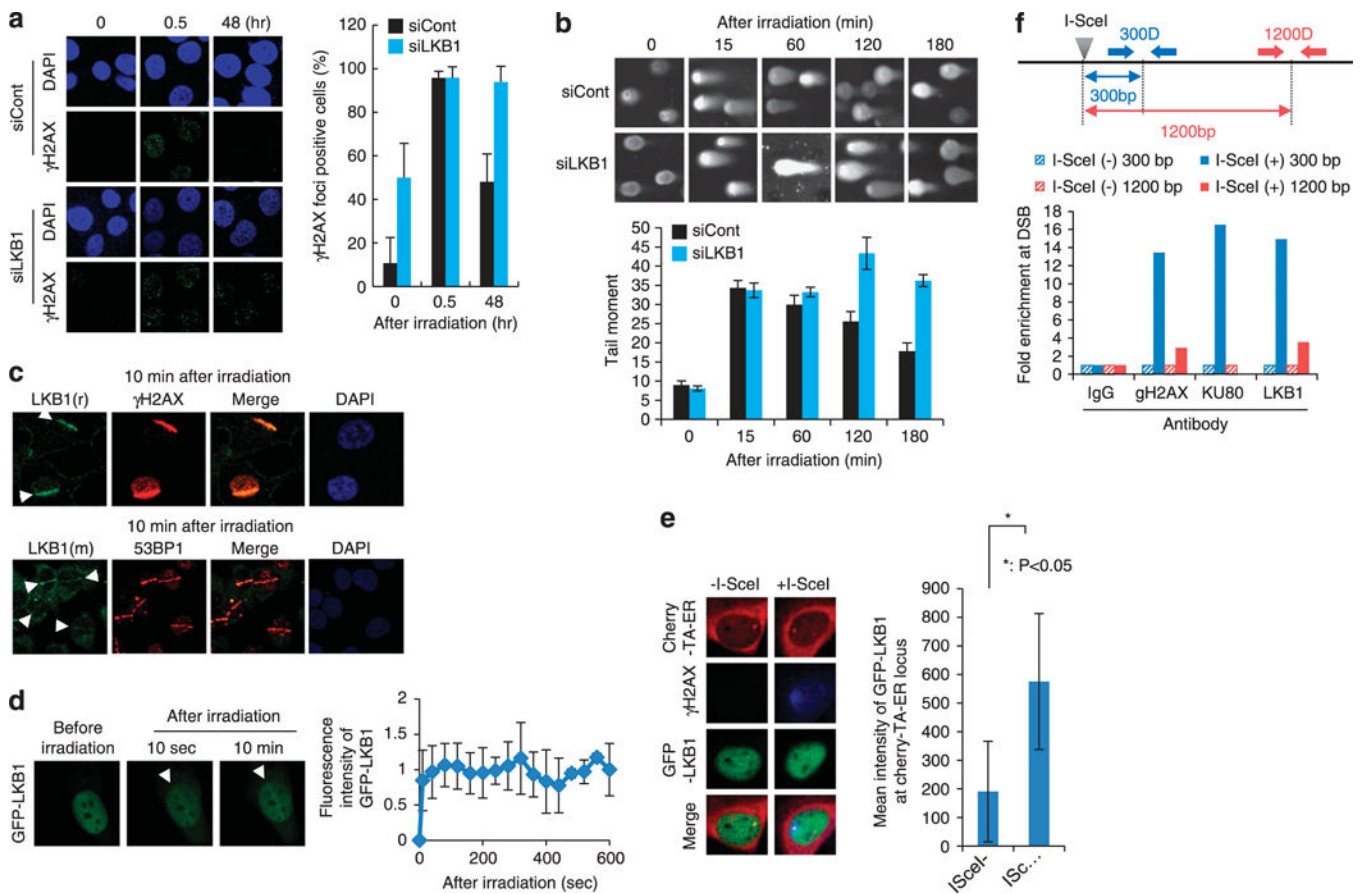 a
0 0.5 48 (hr)
siCont
DAPI
γH2AX
siLKB1
DAPI
γH2AX
siCont
siLKB1
γH2AX foci positive cells (%)
120
100
80
60
40
20
0
0 0.5 48
After irradiation (hr)
b
After irradiation (min)
0 15 60 120 180
siCont
siLKB1
siCont
siLKB1
Tail moment
50
45
40
35
30
25
20
15
10
5
0
0 15 60 120 180
After irradiation (min)
c
10 min after irradiation
LKB1(r) γH2AX Merge DAPI
10 min after irradiation
LKB1(m) 53BP1 Merge DAPI
d
Before irradiation
After irradiation
10 sec 10 min
GFP-LKB1
Fluorescence
intensity of
GFP-LKB1
2
1.5
1
0.5
0
0 200 400 600
After irradiation (sec)
e
-I-SceI +I-SceI
Cherry
-TA-ER
γH2AX
GFP
-LKB1
Merge
*
*: P<0.05
Mean intensity of GFP-LKB1
at cherry-TA-ER locus
900
800
700
600
500
400
300
200
100
0
ISceI-
ISc...
f
I-SceI
300D
1200D
300bp
1200bp
I-SceI (-) 300 bp I-SceI (+) 300 bp
I-SceI (-) 1200 bp I-SceI (+) 1200 bp
Fold enrichment at DSB
18
16
14
12
10
8
6
4
2
0
IgG gH2AX KU80 LKB1
Antibody